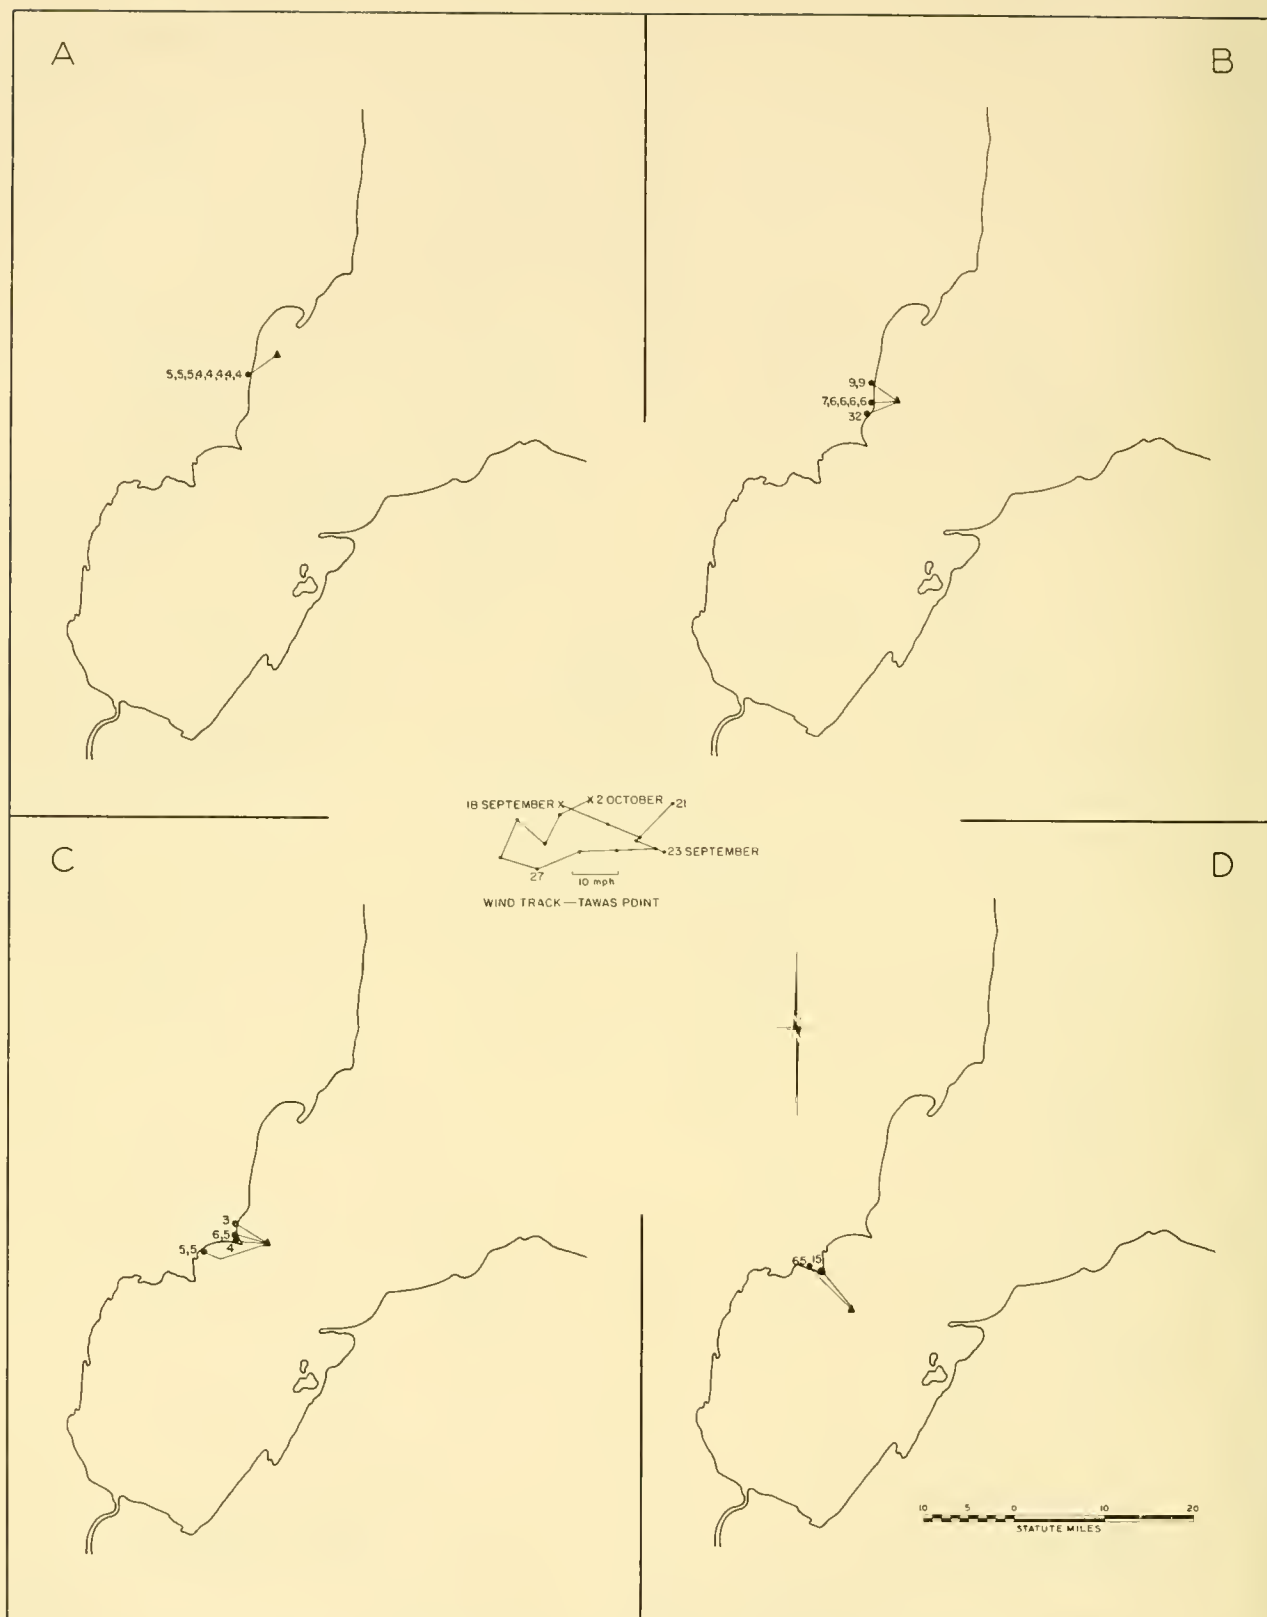 A
B
5,5,5,4,4,4,4,4
9,9
7,6,6,6,6
32
18 SEPTEMBER
X
X 2 OCTOBER
21
23 SEPTEMBER
27
10 mph
WIND TRACK—TAWAS POINT
C
D
N
3
6,5
4
5,5
65
15
10 5 0 10 20
STATUTE MILES